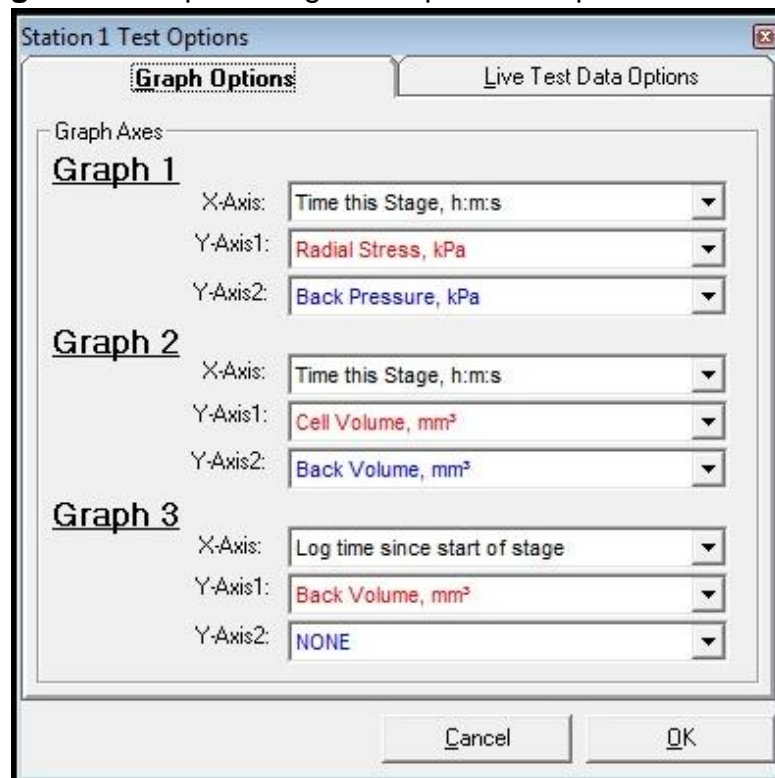 Station 1 Test Options
Graph Options
Live Test Data Options
Graph Axes
Graph 1
X-Axis: Time this Stage, h:m:s
Y-Axis1: Radial Stress, kPa
Y-Axis2: Back Pressure, kPa
Graph 2
X-Axis: Time this Stage, h:m:s
Y-Axis1: Cell Volume, mm³
Y-Axis2: Back Volume, mm³
Graph 3
X-Axis: Log time since start of stage
Y-Axis1: Back Volume, mm³
Y-Axis2: NONE
Cancel
OK